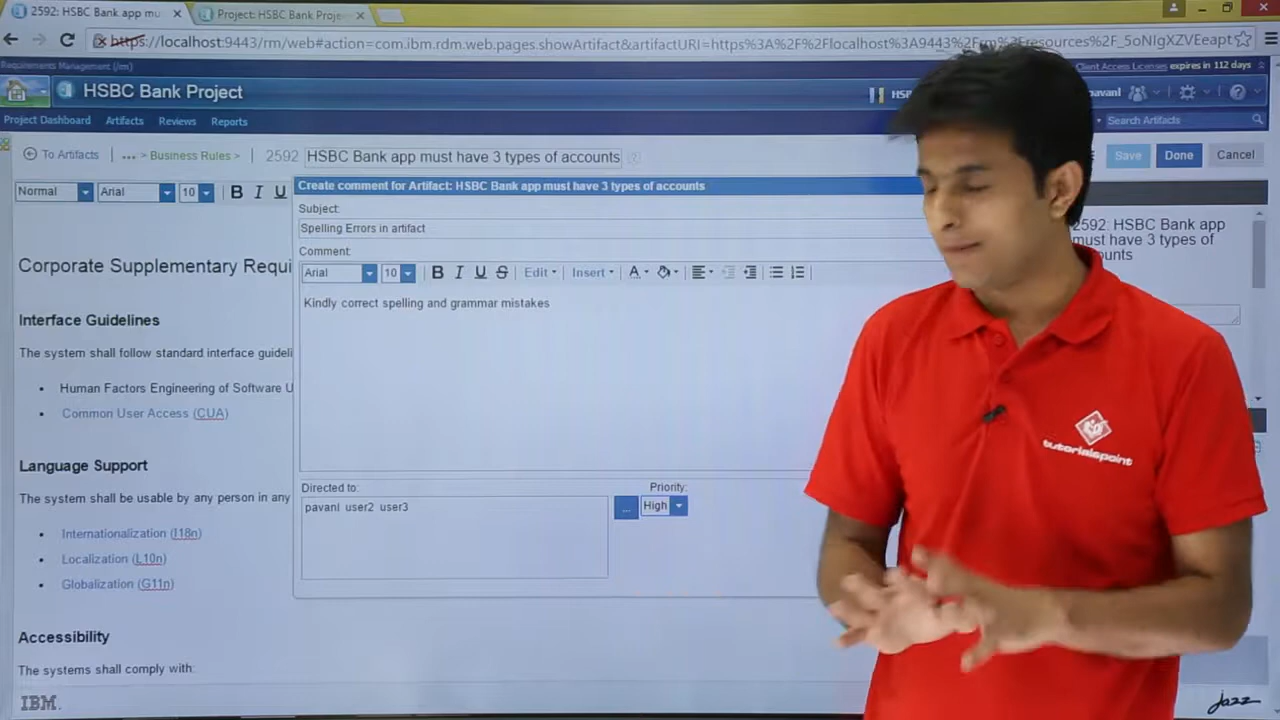 2592: HSBC Bank app mu
Project: HSBC Bank Proje
https://localhost:9443/rm/web#action=com.ibm.rdm.web.pages.showArtifact&artifactURI=https%3A%2F%2Flocalhost%3A9443%2Frm%2Fresources%2F_5oNIgXZVEeapt
Requirements Management (/rm)
Client Access Licenses expires in 112 days
HSBC Bank Project
HSB
pavani
Project Dashboard Artifacts Reviews Reports
Search Artifacts
To Artifacts ... > Business Rules > 2592 HSBC Bank app must have 3 types of accounts
Save Done Cancel
Normal Arial 10 B I U
Create comment for Artifact: HSBC Bank app must have 3 types of accounts
Subject:
Spelling Errors in artifact
Comment:
Arial 10 B I U S Edit Insert A
Kindly correct spelling and grammar mistakes
Directed to:
pavani user2 user3
...
Priority:
High
2592: HSBC Bank app
must have 3 types of
Corporate Supplementary Requi
Interface Guidelines
The system shall follow standard interface guideli
Human Factors Engineering of Software U
Common User Access (CUA)
Language Support
The system shall be usable by any person in any
Internationalization (I18n)
Localization (L10n)
Globalization (G11n)
Accessibility
The systems shall comply with:
IBM.
Jazz
tutorialspoint